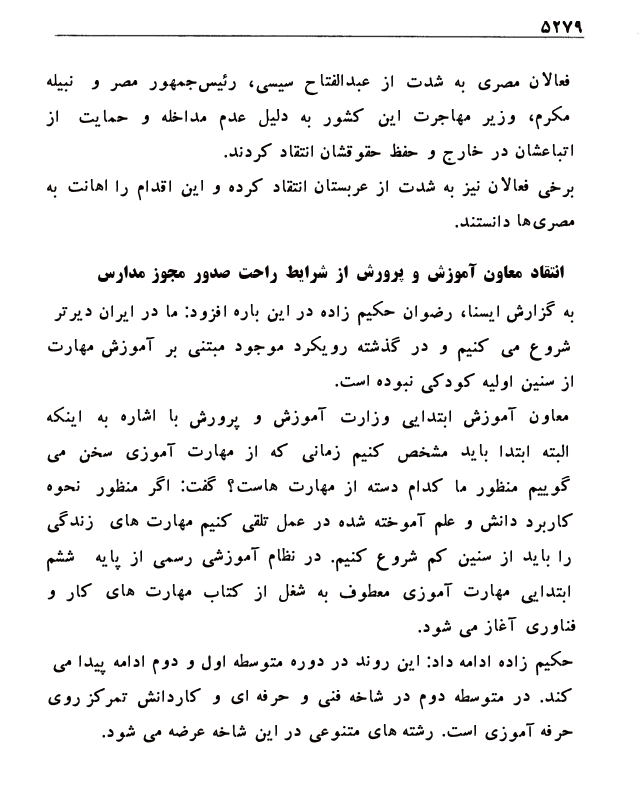 ۵۲۷۹
فعالان مصری به شدت از عبدالفتاح سیسی، رئیس‌جمهور مصر و نبیله
مکرم، وزیر مهاجرت این کشور به دلیل عدم مداخله و حمایت از
اتباعشان در خارج و حفظ حقوقشان انتقاد کردند.
برخی فعالان نیز به شدت از عربستان انتقاد کرده و این اقدام را اهانت به
مصری‌ها دانستند.
انتقاد معاون آموزش و پرورش از شرایط راحت صدور مجوز مدارس
به گزارش ایسنا، رضوان حکیم زاده در این باره افزود: ما در ایران دیرتر
شروع می کنیم و در گذشته رویکرد موجود مبتنی بر آموزش مهارت
از سنین اولیه کودکی نبوده است.
معاون آموزش ابتدایی وزارت آموزش و پرورش با اشاره به اینکه
البته ابتدا باید مشخص کنیم زمانی که از مهارت آموزی سخن می
گوییم منظور ما کدام دسته از مهارت هاست؟ گفت: اگر منظور نحوه
کاربرد دانش و علم آموخته شده در عمل تلقی کنیم مهارت های زندگی
را باید از سنین کم شروع کنیم. در نظام آموزشی رسمی از پایه ششم
ابتدایی مهارت آموزی معطوف به شغل از کتاب مهارت های کار و
فناوری آغاز می شود.
حکیم زاده ادامه داد: این روند در دوره متوسطه اول و دوم ادامه پیدا می
کند. در متوسطه دوم در شاخه فنی و حرفه ای و کاردانش تمرکز روی
حرفه آموزی است. رشته های متنوعی در این شاخه عرضه می شود.